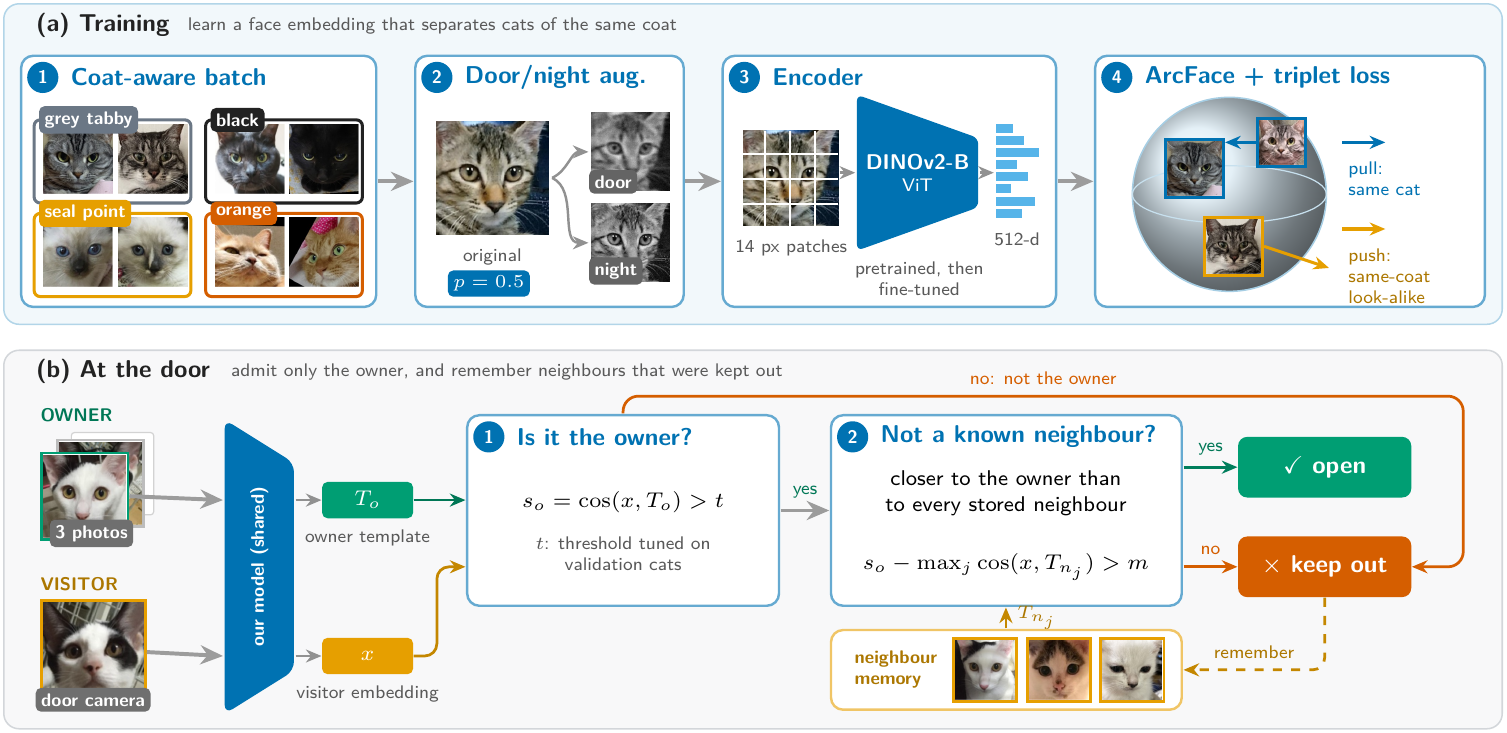 (a) Training learn a face embedding that separates cats of the same coat
1 Coat-aware batch
grey tabby
black
seal point
orange
2 Door/night aug.
door
night
original
p = 0.5
3 Encoder
DINOv2-B
ViT
14 px patches
512-d
pretrained, then
fine-tuned
4 ArcFace + triplet loss
pull:
same cat
push:
same-coat
look-alike
(b) At the door admit only the owner, and remember neighbours that were kept out
no: not the owner
OWNER
3 photos
VISITOR
door camera
our model (shared)
T_o
owner template
x
visitor embedding
1 Is it the owner?
s_o = cos(x, T_o) > t
t: threshold tuned on
validation cats
yes
2 Not a known neighbour?
closer to the owner than
to every stored neighbour
s_o − max_j cos(x, T_{n_j}) > m
T_{n_j}
neighbour
memory
yes
✓ open
no
× keep out
remember